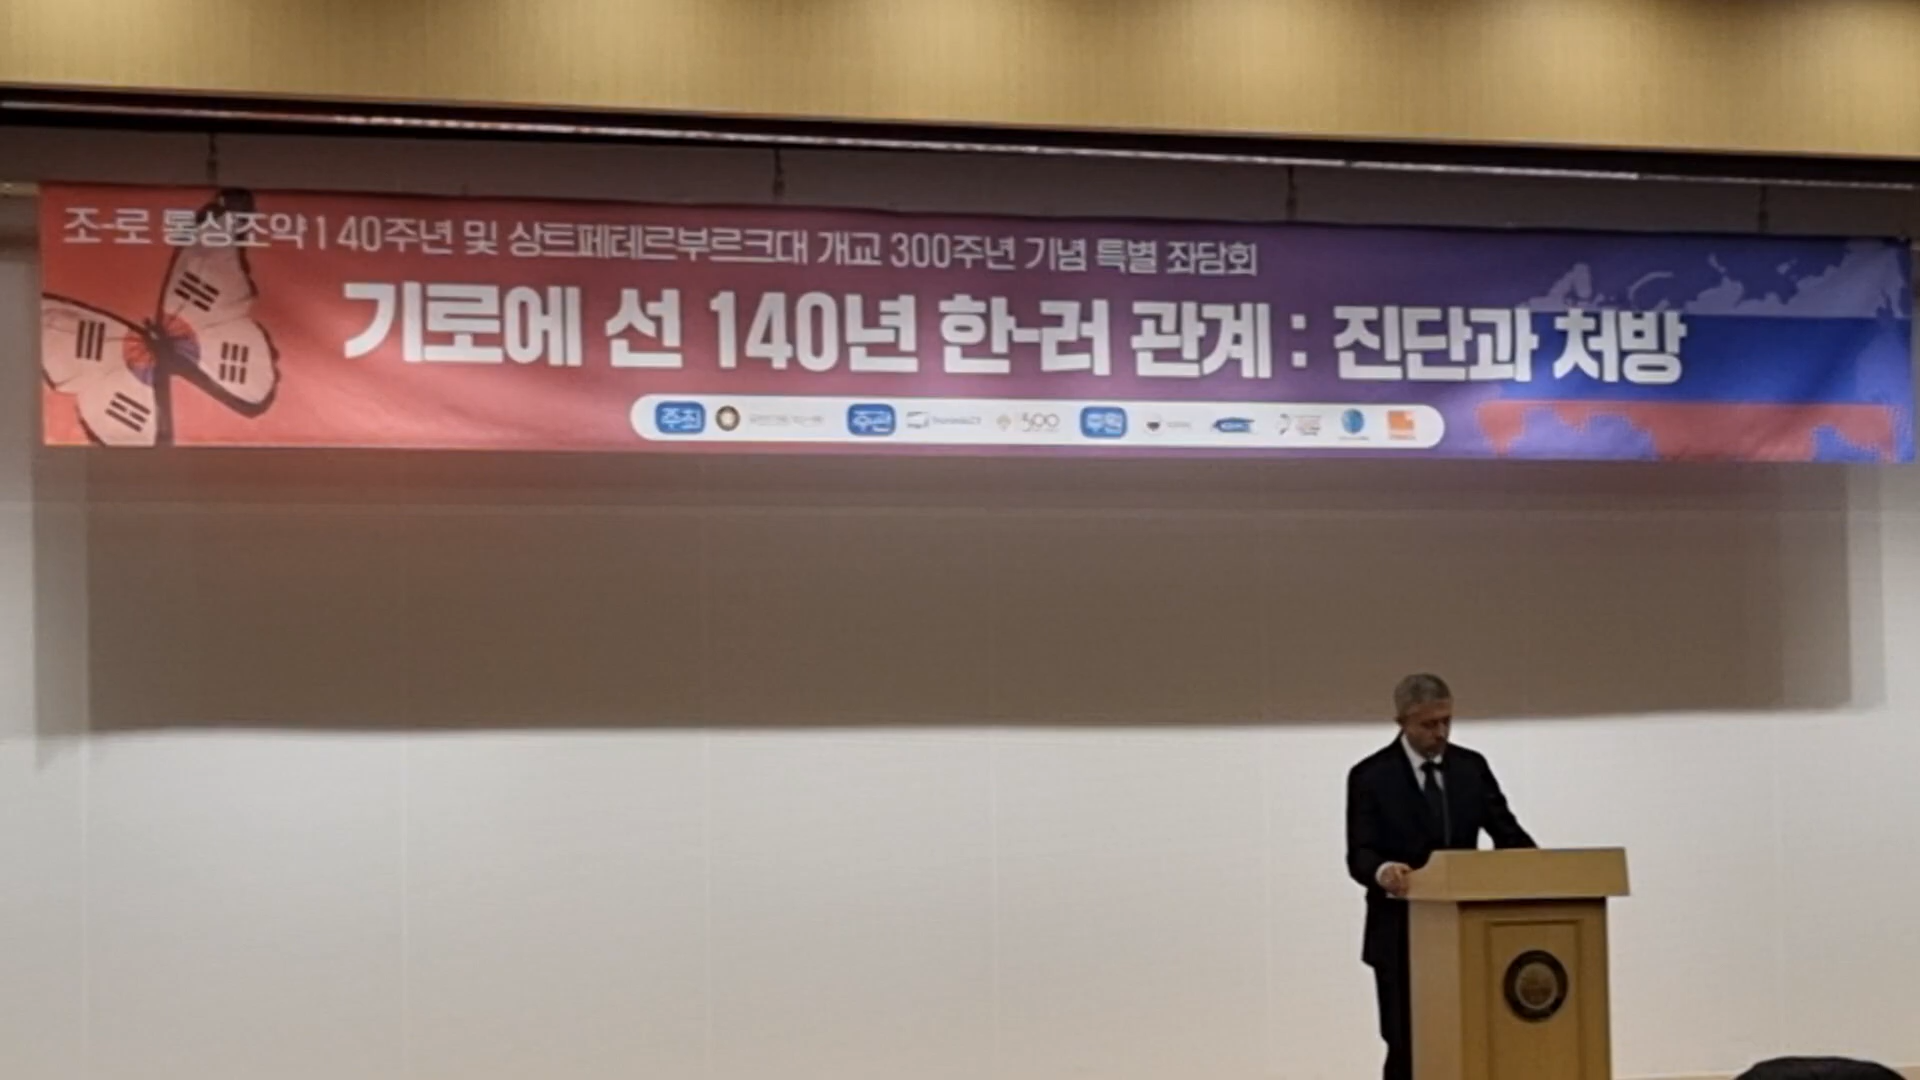 조-로 통상조약 140주년 및 상트페테르부르크대 개교 300주년 기념 특별 좌담회
기로에 선 140년 한-러 관계 : 진단과 처방
주최 주관 300 후원